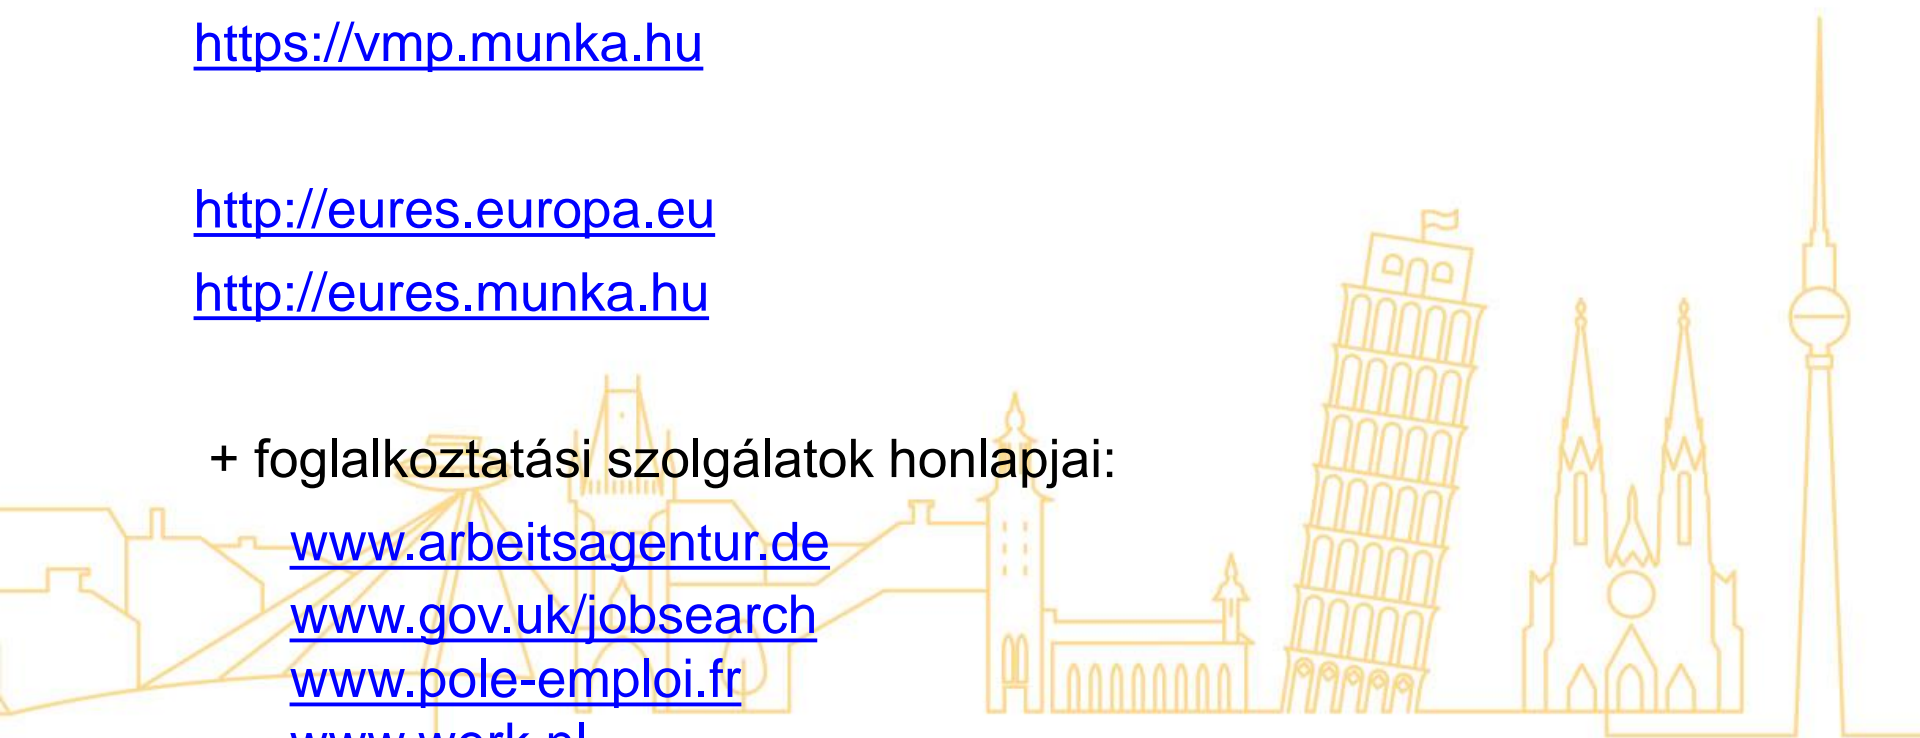 https://vmp.munka.hu
http://eures.europa.eu
http://eures.munka.hu
+ foglalkoztatási szolgálatok honlapjai:
www.arbeitsagentur.de
www.gov.uk/jobsearch
www.pole-emploi.fr